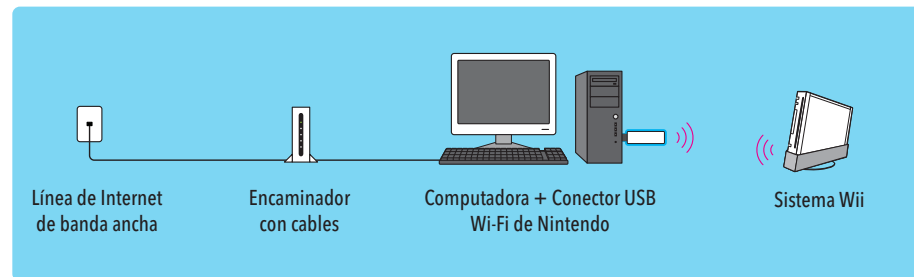 Línea de Internet
de banda ancha
Encaminador
con cables
Computadora + Conector USB
Wi-Fi de Nintendo
Sistema Wii